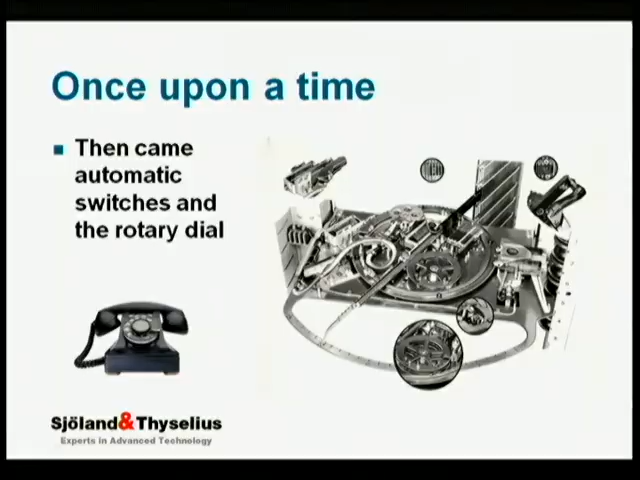 Once upon a time
Then came
automatic
switches and
the rotary dial
Sjöland&Thyselius
Experts in Advanced Technology